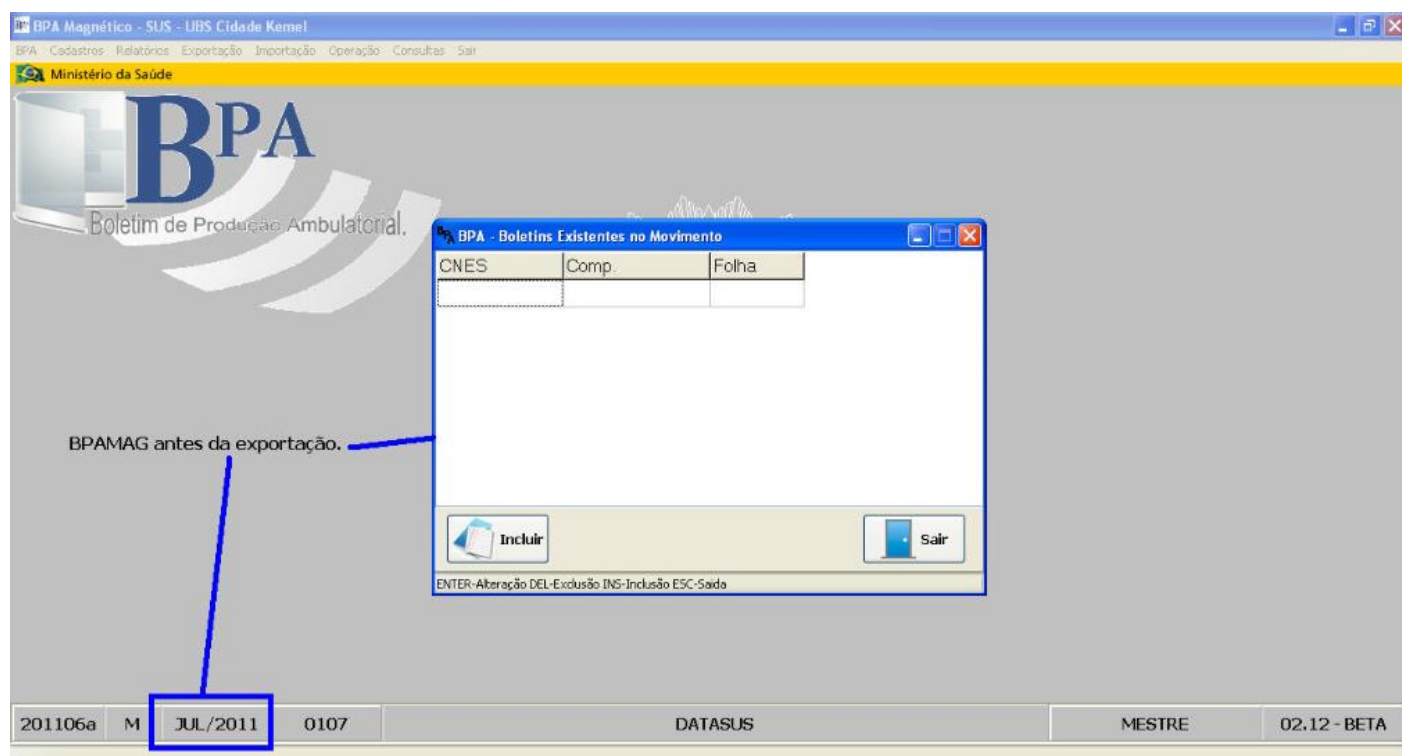 BPA Magnético - SUS - UBS Cidade Kemel
BPA Cadastros Relatórios Exportação Importação Operação Consultas Sair
Ministério da Saúde
BPA
Boletim de Produção Ambulatorial.
BPA BPA - Boletins Existentes no Movimento
CNES Comp. Folha
BPAMAG antes da exportação.
Incluir Sair
ENTER-Alteração DEL-Exclusão INS-Inclusão ESC-Saida
201106a M JUL/2011 0107 DATASUS MESTRE 02.12 - BETA